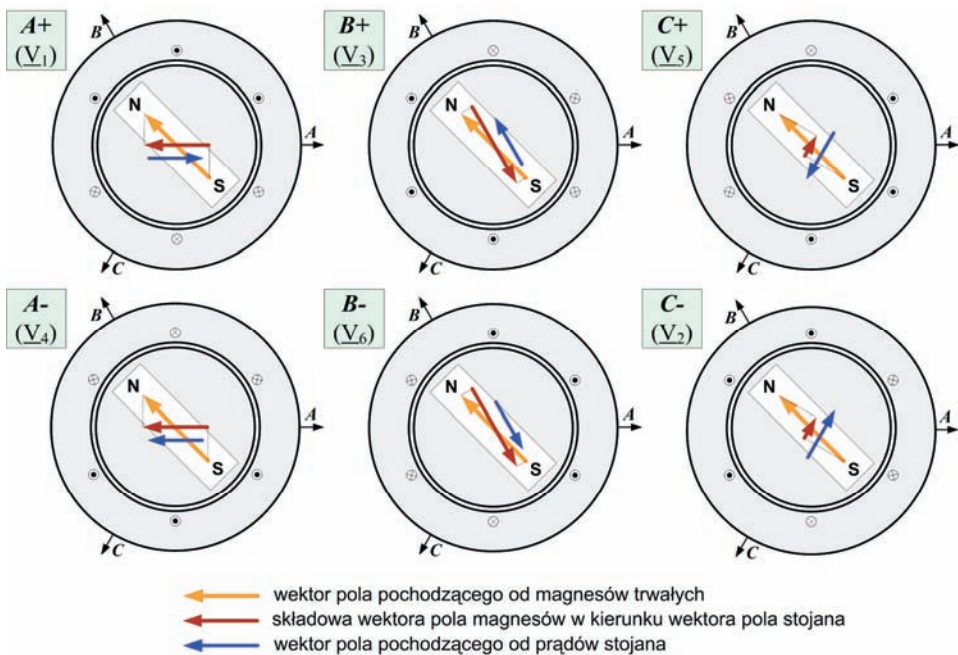 A+
(V₁)
B
N
S
A
C
B+
(V₃)
B
N
S
A
C
C+
(V₅)
B
N
S
A
C
A-
(V₄)
B
N
S
A
C
B-
(V₆)
B
N
S
A
C
C-
(V₂)
B
N
S
A
C
wektor pola pochodzącego od magnesów trwałych
składowa wektora pola magnesów w kierunku wektora pola stojana
wektor pola pochodzącego od prądów stojana